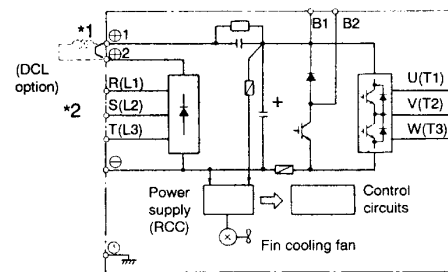 *1
⊕1
⊕2
B1 B2
(DCL
option)
*2
R(L1)
S(L2)
T(L3)
U(T1)
V(T2)
W(T3)
+
⊖
Power
supply
(RCC)
Control
circuits
Fin cooling fan